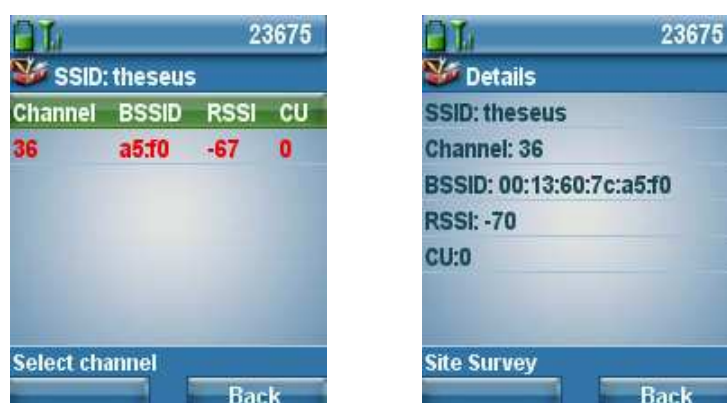 23675
SSID: theseus
Channel BSSID RSSI CU
36 a5:f0 -67 0
Select channel
Back
23675
Details
SSID: theseus
Channel: 36
BSSID: 00:13:60:7c:a5:f0
RSSI: -70
CU:0
Site Survey
Back